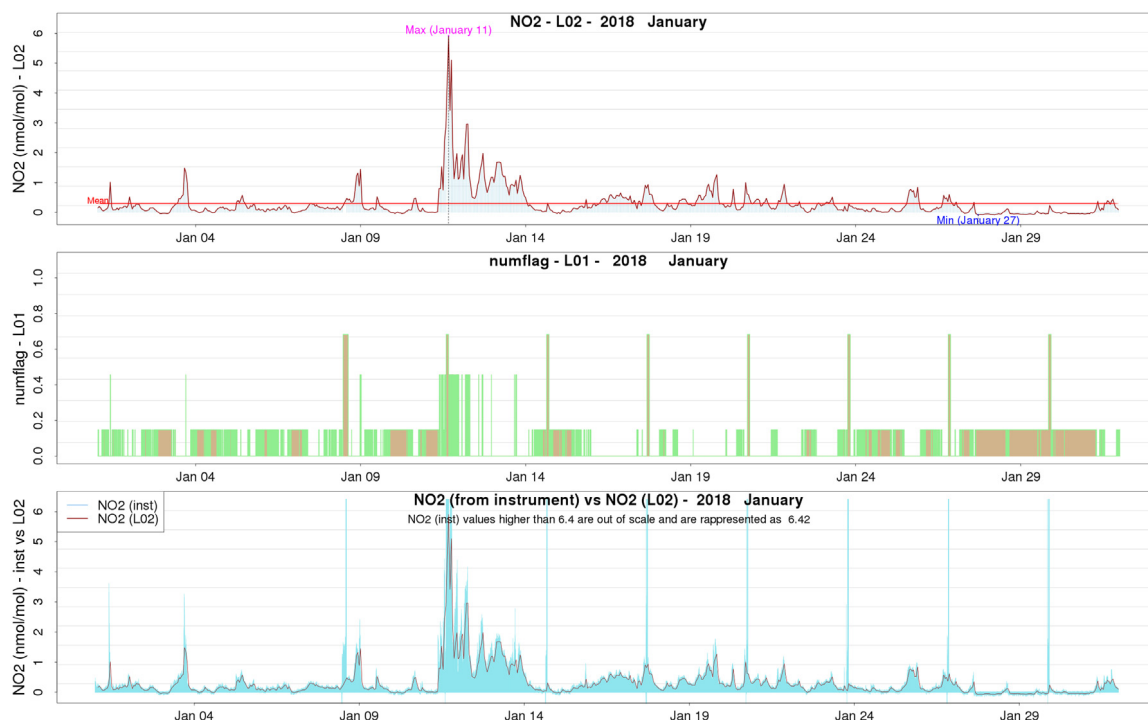 NO2 - L02 -  2018   January
Max (January 11)
NO2 (nmol/mol) - L02
0 1 2 3 4 5 6
Mean
Min (January 27)
Jan 04 Jan 09 Jan 14 Jan 19 Jan 24 Jan 29
numflag - L01 -   2018     January
numflag - L01
0.0 0.2 0.4 0.6 0.8 1.0
Jan 04 Jan 09 Jan 14 Jan 19 Jan 24 Jan 29
NO2 (from instrument) vs NO2 (L02) -  2018   January
NO2 (inst) values higher than 6.4 are out of scale and are rappresented as  6.42
NO2 (inst)
NO2 (L02)
NO2 (nmol/mol) - inst vs L02
0 1 2 3 4 5 6
Jan 04 Jan 09 Jan 14 Jan 19 Jan 24 Jan 29